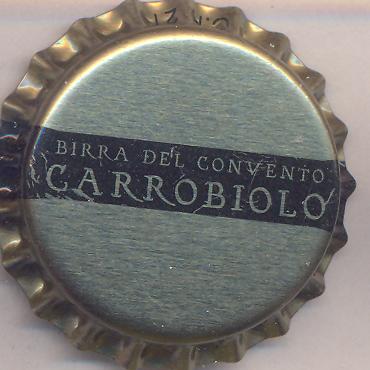 BIRRA DEL CONVENTO
CARROBIOLO